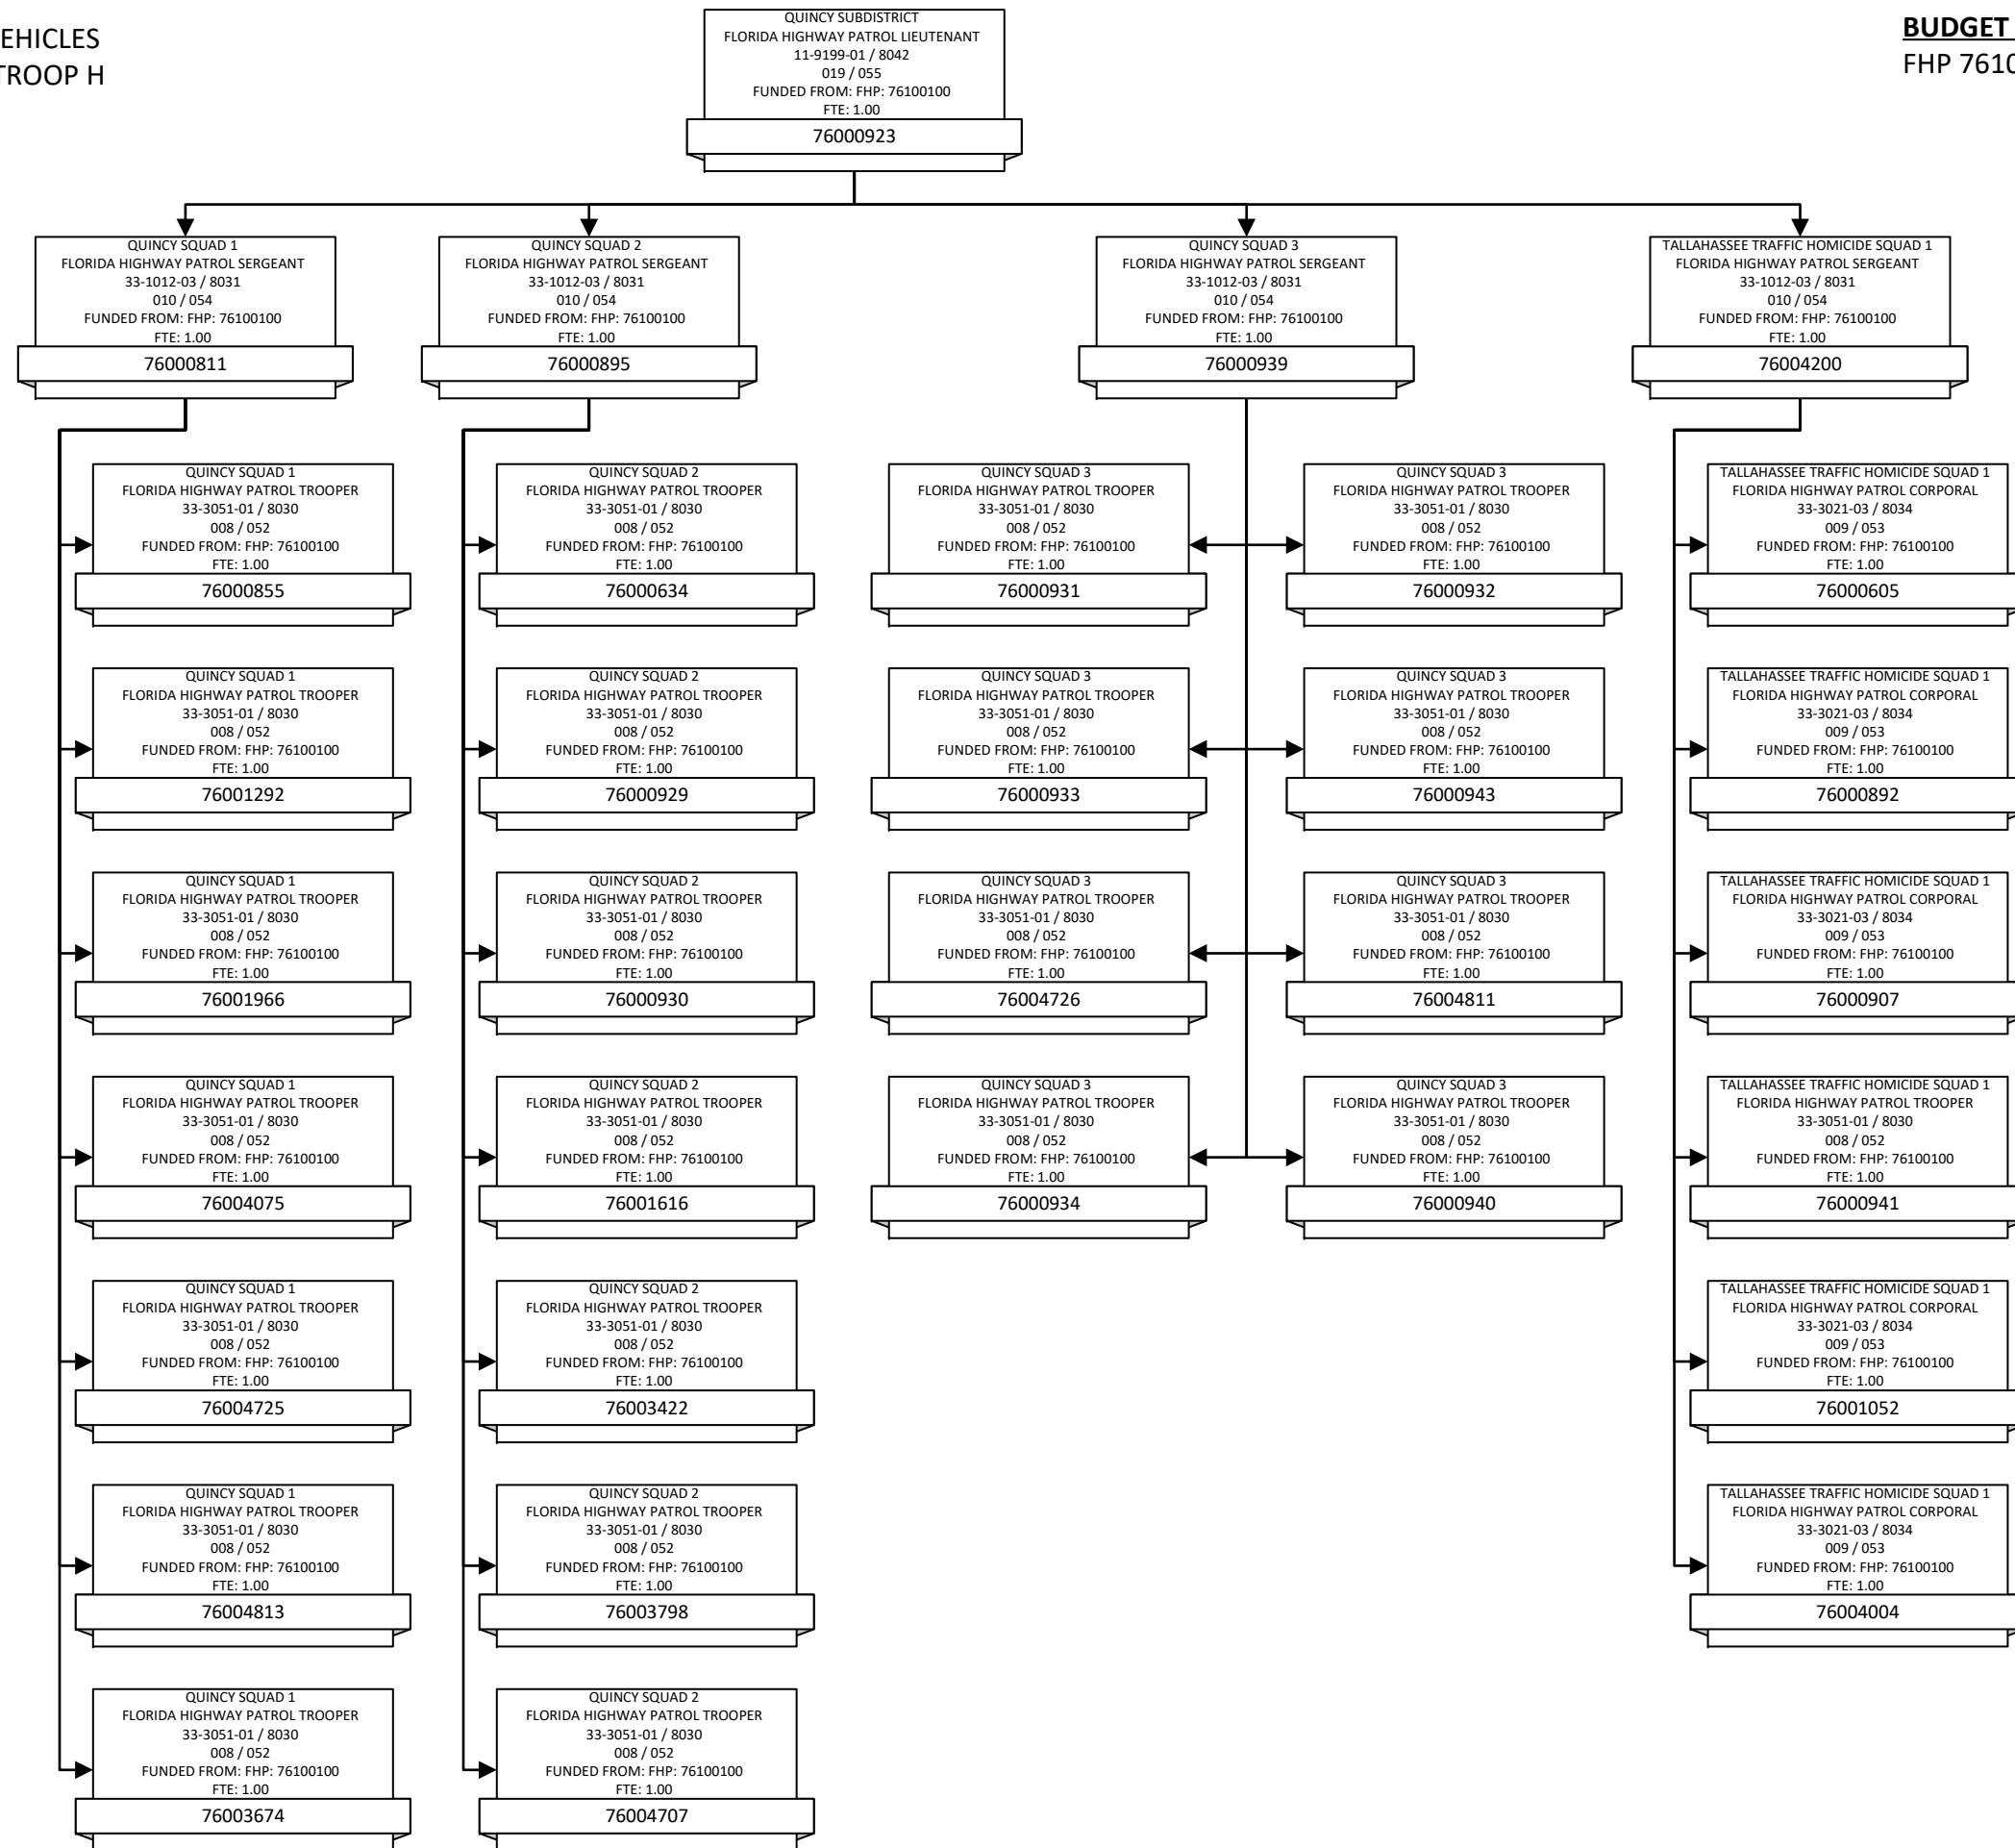 EHICLES
TROOP H
BUDGET
FHP 7610
QUINCY SUBDISTRICT
FLORIDA HIGHWAY PATROL LIEUTENANT
11-9199-01 / 8042
019 / 055
FUNDED FROM: FHP: 76100100
FTE: 1.00
76000923
QUINCY SQUAD 1
FLORIDA HIGHWAY PATROL SERGEANT
33-1012-03 / 8031
010 / 054
FUNDED FROM: FHP: 76100100
FTE: 1.00
76000811
QUINCY SQUAD 2
FLORIDA HIGHWAY PATROL SERGEANT
33-1012-03 / 8031
010 / 054
FUNDED FROM: FHP: 76100100
FTE: 1.00
76000895
QUINCY SQUAD 3
FLORIDA HIGHWAY PATROL SERGEANT
33-1012-03 / 8031
010 / 054
FUNDED FROM: FHP: 76100100
FTE: 1.00
76000939
TALLAHASSEE TRAFFIC HOMICIDE SQUAD 1
FLORIDA HIGHWAY PATROL SERGEANT
33-1012-03 / 8031
010 / 054
FUNDED FROM: FHP: 76100100
FTE: 1.00
76004200
QUINCY SQUAD 1
FLORIDA HIGHWAY PATROL TROOPER
33-3051-01 / 8030
008 / 052
FUNDED FROM: FHP: 76100100
FTE: 1.00
76000855
QUINCY SQUAD 2
FLORIDA HIGHWAY PATROL TROOPER
33-3051-01 / 8030
008 / 052
FUNDED FROM: FHP: 76100100
FTE: 1.00
76000634
QUINCY SQUAD 3
FLORIDA HIGHWAY PATROL TROOPER
33-3051-01 / 8030
008 / 052
FUNDED FROM: FHP: 76100100
FTE: 1.00
76000931
QUINCY SQUAD 3
FLORIDA HIGHWAY PATROL TROOPER
33-3051-01 / 8030
008 / 052
FUNDED FROM: FHP: 76100100
FTE: 1.00
76000932
TALLAHASSEE TRAFFIC HOMICIDE SQUAD 1
FLORIDA HIGHWAY PATROL CORPORAL
33-3021-03 / 8034
009 / 053
FUNDED FROM: FHP: 76100100
FTE: 1.00
76000605
QUINCY SQUAD 1
FLORIDA HIGHWAY PATROL TROOPER
33-3051-01 / 8030
008 / 052
FUNDED FROM: FHP: 76100100
FTE: 1.00
76001292
QUINCY SQUAD 2
FLORIDA HIGHWAY PATROL TROOPER
33-3051-01 / 8030
008 / 052
FUNDED FROM: FHP: 76100100
FTE: 1.00
76000929
QUINCY SQUAD 3
FLORIDA HIGHWAY PATROL TROOPER
33-3051-01 / 8030
008 / 052
FUNDED FROM: FHP: 76100100
FTE: 1.00
76000933
QUINCY SQUAD 3
FLORIDA HIGHWAY PATROL TROOPER
33-3051-01 / 8030
008 / 052
FUNDED FROM: FHP: 76100100
FTE: 1.00
76000943
TALLAHASSEE TRAFFIC HOMICIDE SQUAD 1
FLORIDA HIGHWAY PATROL CORPORAL
33-3021-03 / 8034
009 / 053
FUNDED FROM: FHP: 76100100
FTE: 1.00
76000892
QUINCY SQUAD 1
FLORIDA HIGHWAY PATROL TROOPER
33-3051-01 / 8030
008 / 052
FUNDED FROM: FHP: 76100100
FTE: 1.00
76001966
QUINCY SQUAD 2
FLORIDA HIGHWAY PATROL TROOPER
33-3051-01 / 8030
008 / 052
FUNDED FROM: FHP: 76100100
FTE: 1.00
76000930
QUINCY SQUAD 3
FLORIDA HIGHWAY PATROL TROOPER
33-3051-01 / 8030
008 / 052
FUNDED FROM: FHP: 76100100
FTE: 1.00
76004726
QUINCY SQUAD 3
FLORIDA HIGHWAY PATROL TROOPER
33-3051-01 / 8030
008 / 052
FUNDED FROM: FHP: 76100100
FTE: 1.00
76004811
TALLAHASSEE TRAFFIC HOMICIDE SQUAD 1
FLORIDA HIGHWAY PATROL CORPORAL
33-3021-03 / 8034
009 / 053
FUNDED FROM: FHP: 76100100
FTE: 1.00
76000907
QUINCY SQUAD 1
FLORIDA HIGHWAY PATROL TROOPER
33-3051-01 / 8030
008 / 052
FUNDED FROM: FHP: 76100100
FTE: 1.00
76004075
QUINCY SQUAD 2
FLORIDA HIGHWAY PATROL TROOPER
33-3051-01 / 8030
008 / 052
FUNDED FROM: FHP: 76100100
FTE: 1.00
76001616
QUINCY SQUAD 3
FLORIDA HIGHWAY PATROL TROOPER
33-3051-01 / 8030
008 / 052
FUNDED FROM: FHP: 76100100
FTE: 1.00
76000934
QUINCY SQUAD 3
FLORIDA HIGHWAY PATROL TROOPER
33-3051-01 / 8030
008 / 052
FUNDED FROM: FHP: 76100100
FTE: 1.00
76000940
TALLAHASSEE TRAFFIC HOMICIDE SQUAD 1
FLORIDA HIGHWAY PATROL TROOPER
33-3051-01 / 8030
008 / 052
FUNDED FROM: FHP: 76100100
FTE: 1.00
76000941
QUINCY SQUAD 1
FLORIDA HIGHWAY PATROL TROOPER
33-3051-01 / 8030
008 / 052
FUNDED FROM: FHP: 76100100
FTE: 1.00
76004725
QUINCY SQUAD 2
FLORIDA HIGHWAY PATROL TROOPER
33-3051-01 / 8030
008 / 052
FUNDED FROM: FHP: 76100100
FTE: 1.00
76003422
TALLAHASSEE TRAFFIC HOMICIDE SQUAD 1
FLORIDA HIGHWAY PATROL CORPORAL
33-3021-03 / 8034
009 / 053
FUNDED FROM: FHP: 76100100
FTE: 1.00
76001052
QUINCY SQUAD 1
FLORIDA HIGHWAY PATROL TROOPER
33-3051-01 / 8030
008 / 052
FUNDED FROM: FHP: 76100100
FTE: 1.00
76004813
QUINCY SQUAD 2
FLORIDA HIGHWAY PATROL TROOPER
33-3051-01 / 8030
008 / 052
FUNDED FROM: FHP: 76100100
FTE: 1.00
76003798
TALLAHASSEE TRAFFIC HOMICIDE SQUAD 1
FLORIDA HIGHWAY PATROL CORPORAL
33-3021-03 / 8034
009 / 053
FUNDED FROM: FHP: 76100100
FTE: 1.00
76004004
QUINCY SQUAD 1
FLORIDA HIGHWAY PATROL TROOPER
33-3051-01 / 8030
008 / 052
FUNDED FROM: FHP: 76100100
FTE: 1.00
76003674
QUINCY SQUAD 2
FLORIDA HIGHWAY PATROL TROOPER
33-3051-01 / 8030
008 / 052
FUNDED FROM: FHP: 76100100
FTE: 1.00
76004707